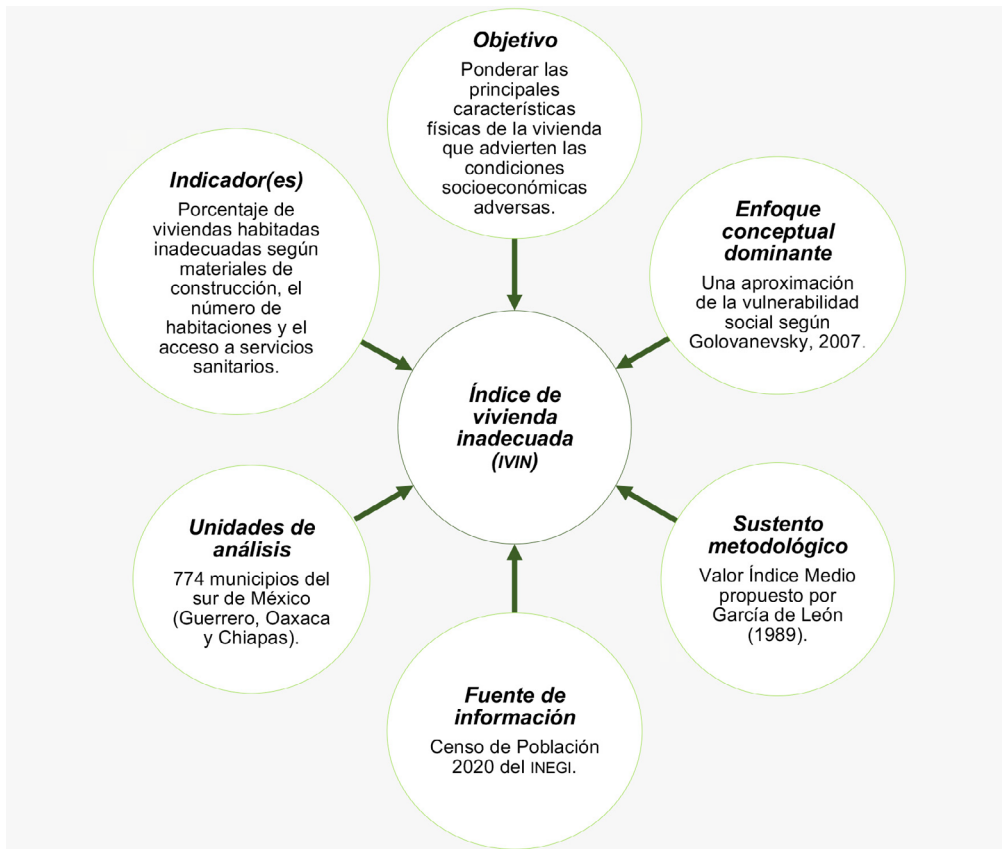 Objetivo
Ponderar las
principales
características
físicas de la vivienda
que advierten las
condiciones
socioeconómicas
adversas.
Indicador(es)
Porcentaje de
viviendas habitadas
inadecuadas según
materiales de
construcción, el
número de
habitaciones y el
acceso a servicios
sanitarios.
Enfoque
conceptual
dominante
Una aproximación
de la vulnerabilidad
social según
Golovanevsky, 2007.
Índice de
vivienda
inadecuada
(IVIN)
Unidades de
análisis
774 municipios del
sur de México
(Guerrero, Oaxaca
y Chiapas).
Sustento
metodológico
Valor Índice Medio
propuesto por
García de León
(1989).
Fuente de
información
Censo de Población
2020 del INEGI.